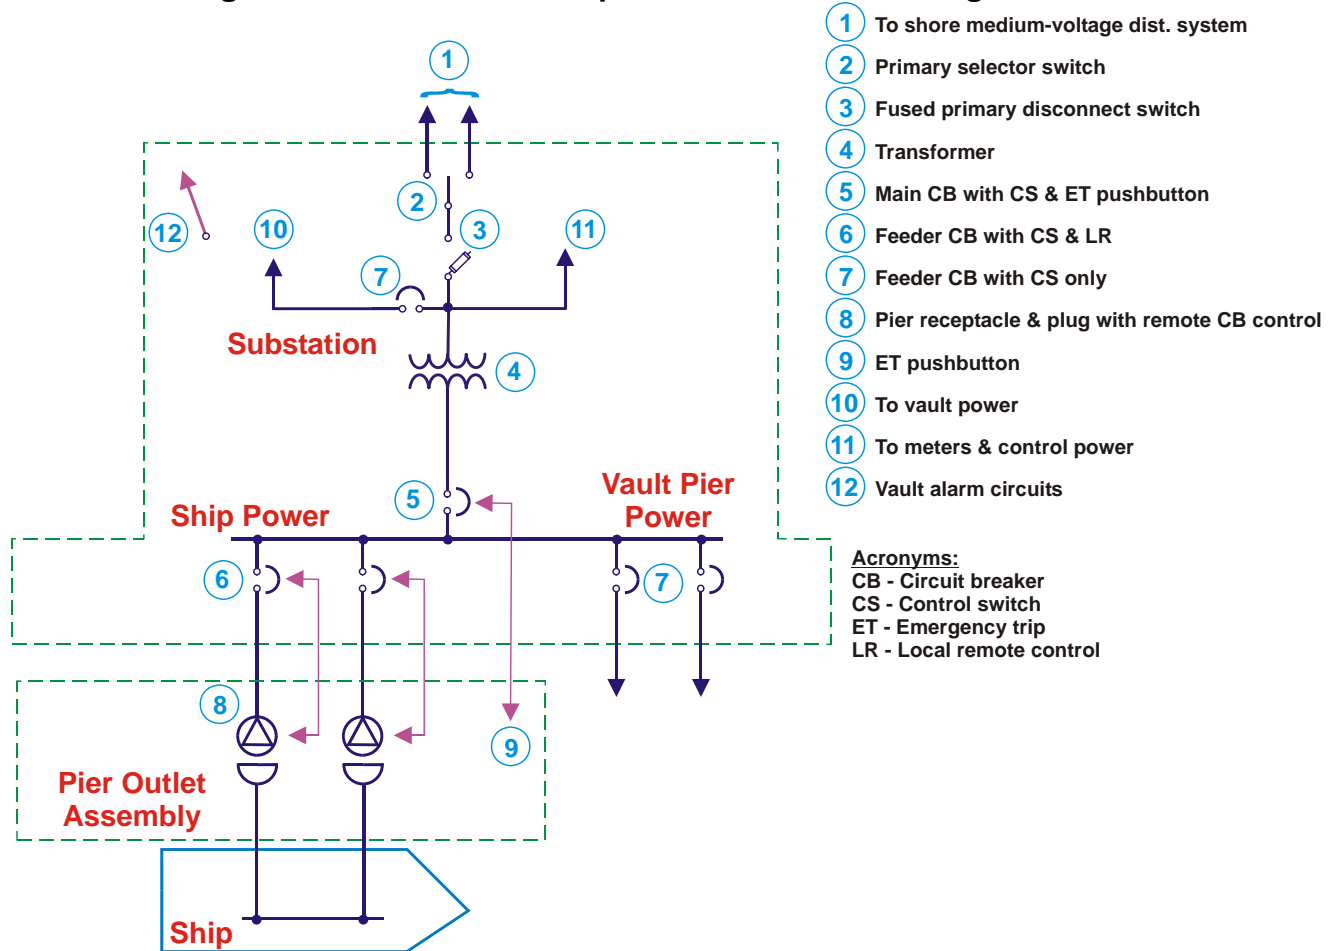 1 To shore medium-voltage dist. system
2 Primary selector switch
3 Fused primary disconnect switch
4 Transformer
5 Main CB with CS & ET pushbutton
6 Feeder CB with CS & LR
7 Feeder CB with CS only
8 Pier receptacle & plug with remote CB control
9 ET pushbutton
10 To vault power
11 To meters & control power
12 Vault alarm circuits
Acronyms:
CB - Circuit breaker
CS - Control switch
ET - Emergency trip
LR - Local remote control
1
2
12
10
3
11
7
Substation
4
5
Vault Pier
Power
Ship Power
6
7
8
9
Pier Outlet
Assembly
Ship